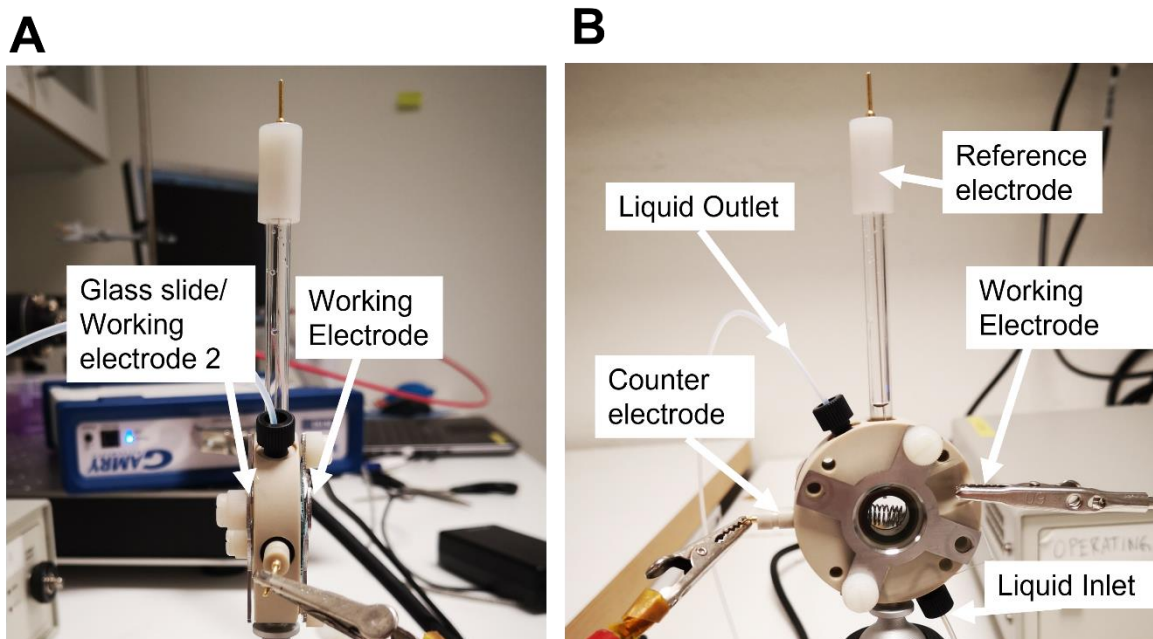 A
Glass slide/
Working
electrode 2
Working
Electrode
GAMRY
B
Reference
electrode
Liquid Outlet
Working
Electrode
Counter
electrode
OPERATING
Liquid Inlet